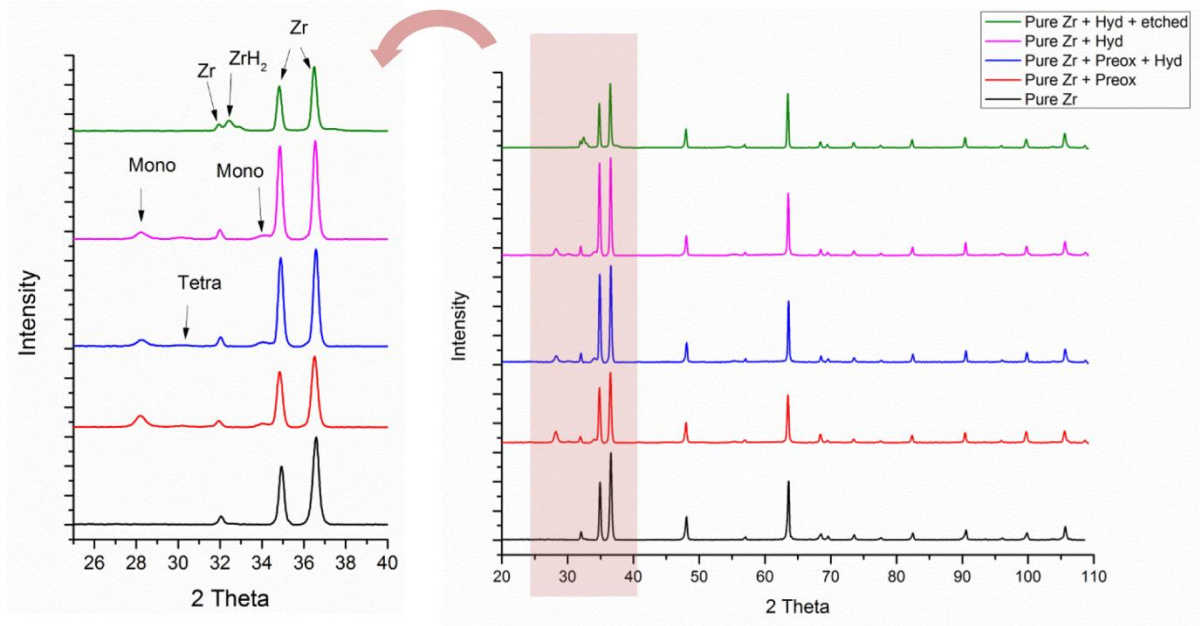 Zr
ZrH2
Zr
Mono
Mono
Tetra
Intensity
26 28 30 32 34 36 38 40
2 Theta
Pure Zr + Hyd + etched
Pure Zr + Hyd
Pure Zr + Preox + Hyd
Pure Zr + Preox
Pure Zr
Intensity
20 30 40 50 60 70 80 90 100 110
2 Theta